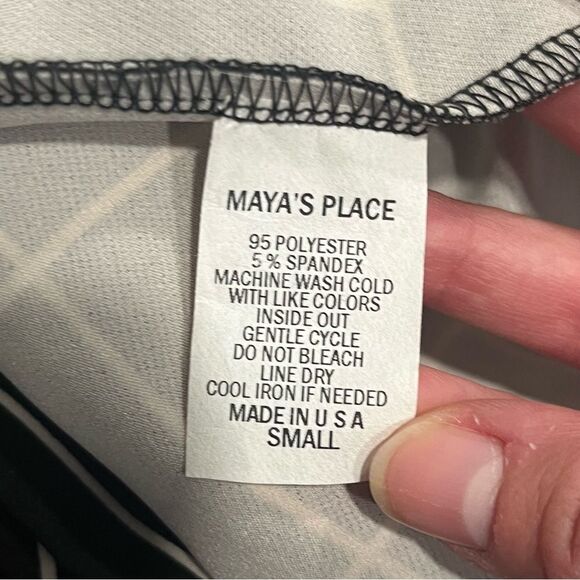 MAYA'S PLACE
95 POLYESTER
5 % SPANDEX
MACHINE WASH COLD
WITH LIKE COLORS
INSIDE OUT
GENTLE CYCLE
DO NOT BLEACH
LINE DRY
COOL IRON IF NEEDED
MADE IN U S A
SMALL